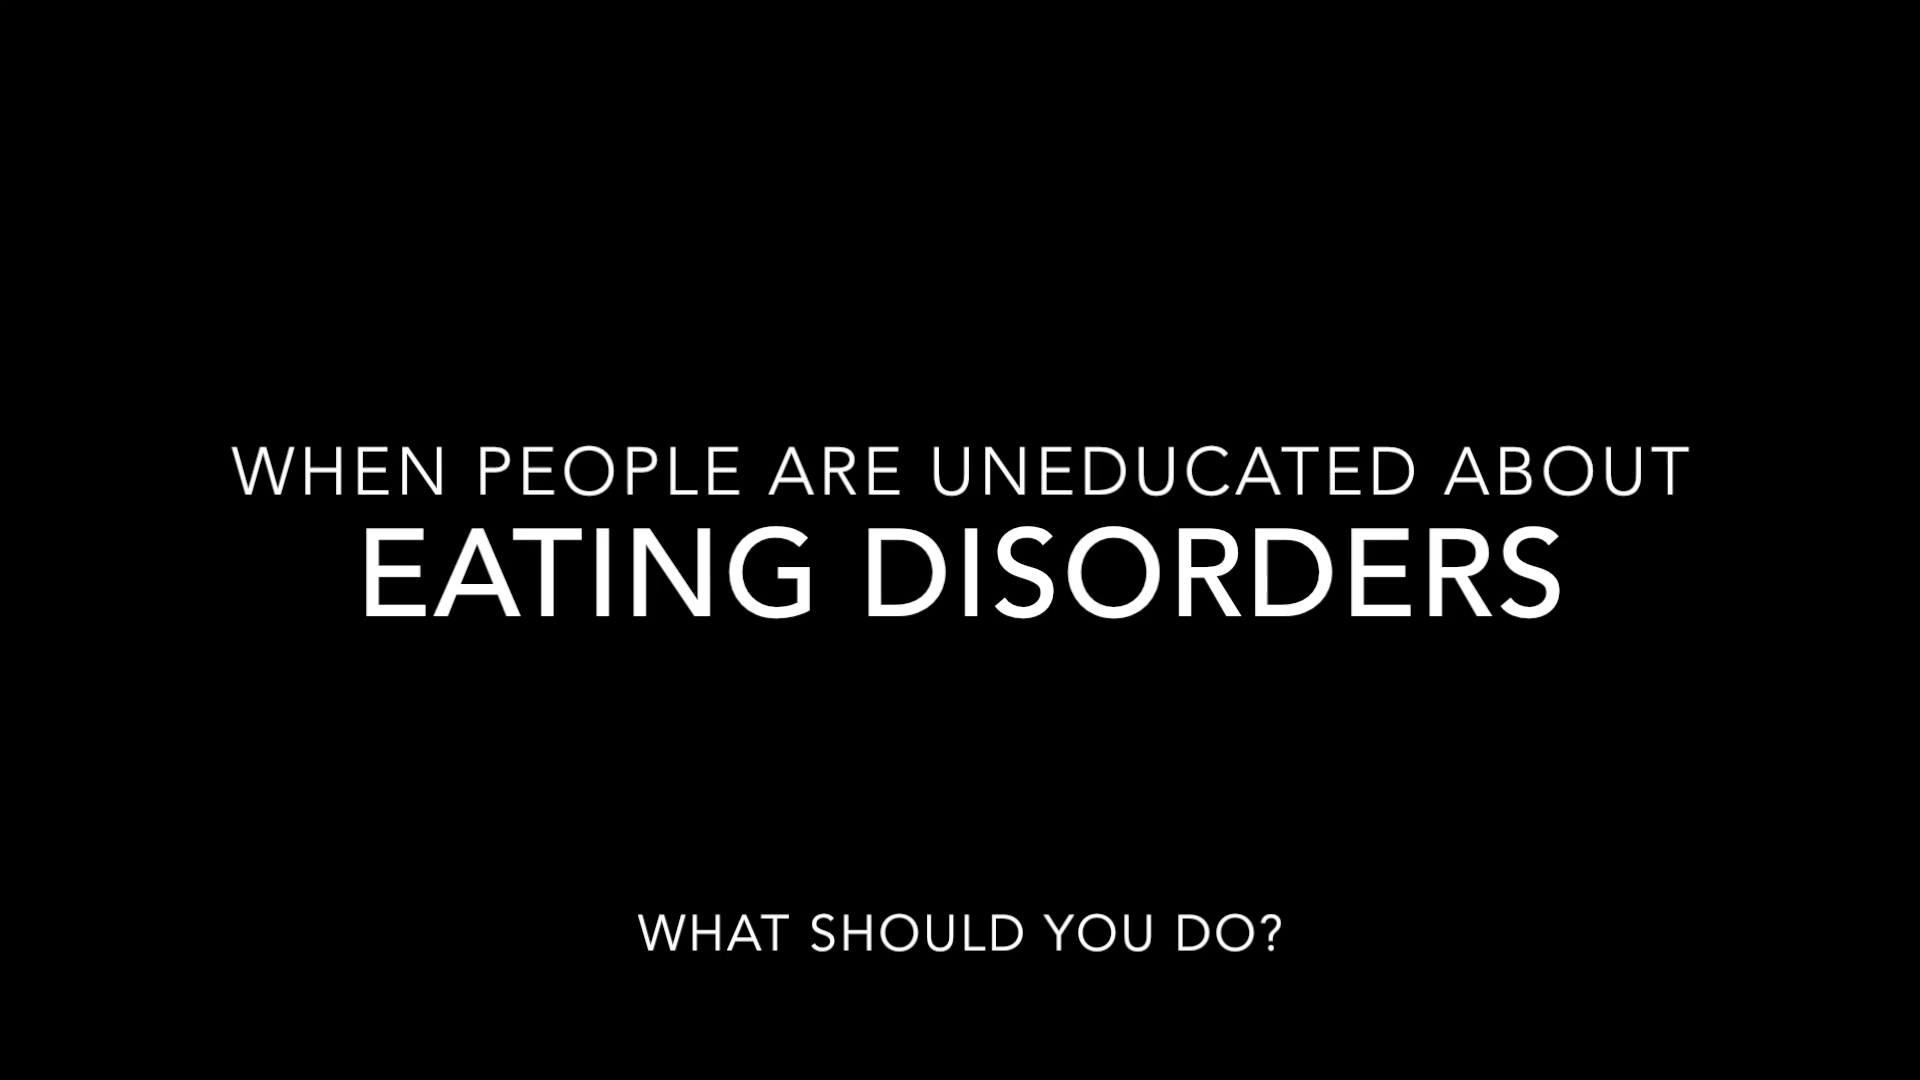 WHEN PEOPLE ARE UNEDUCATED ABOUT
EATING DISORDERS
WHAT SHOULD YOU DO?